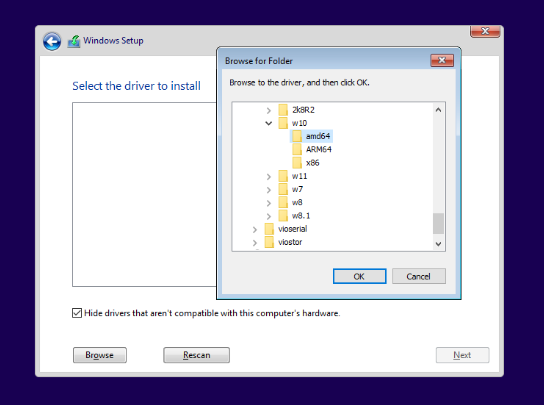 Windows Setup
Select the driver to install
Browse for Folder
Browse to the driver, and then click OK.
2k8R2
w10
amd64
ARM64
x86
w11
w7
w8
w8.1
vioserial
viostor
OK Cancel
Hide drivers that aren't compatible with this computer's hardware.
Browse Rescan Next